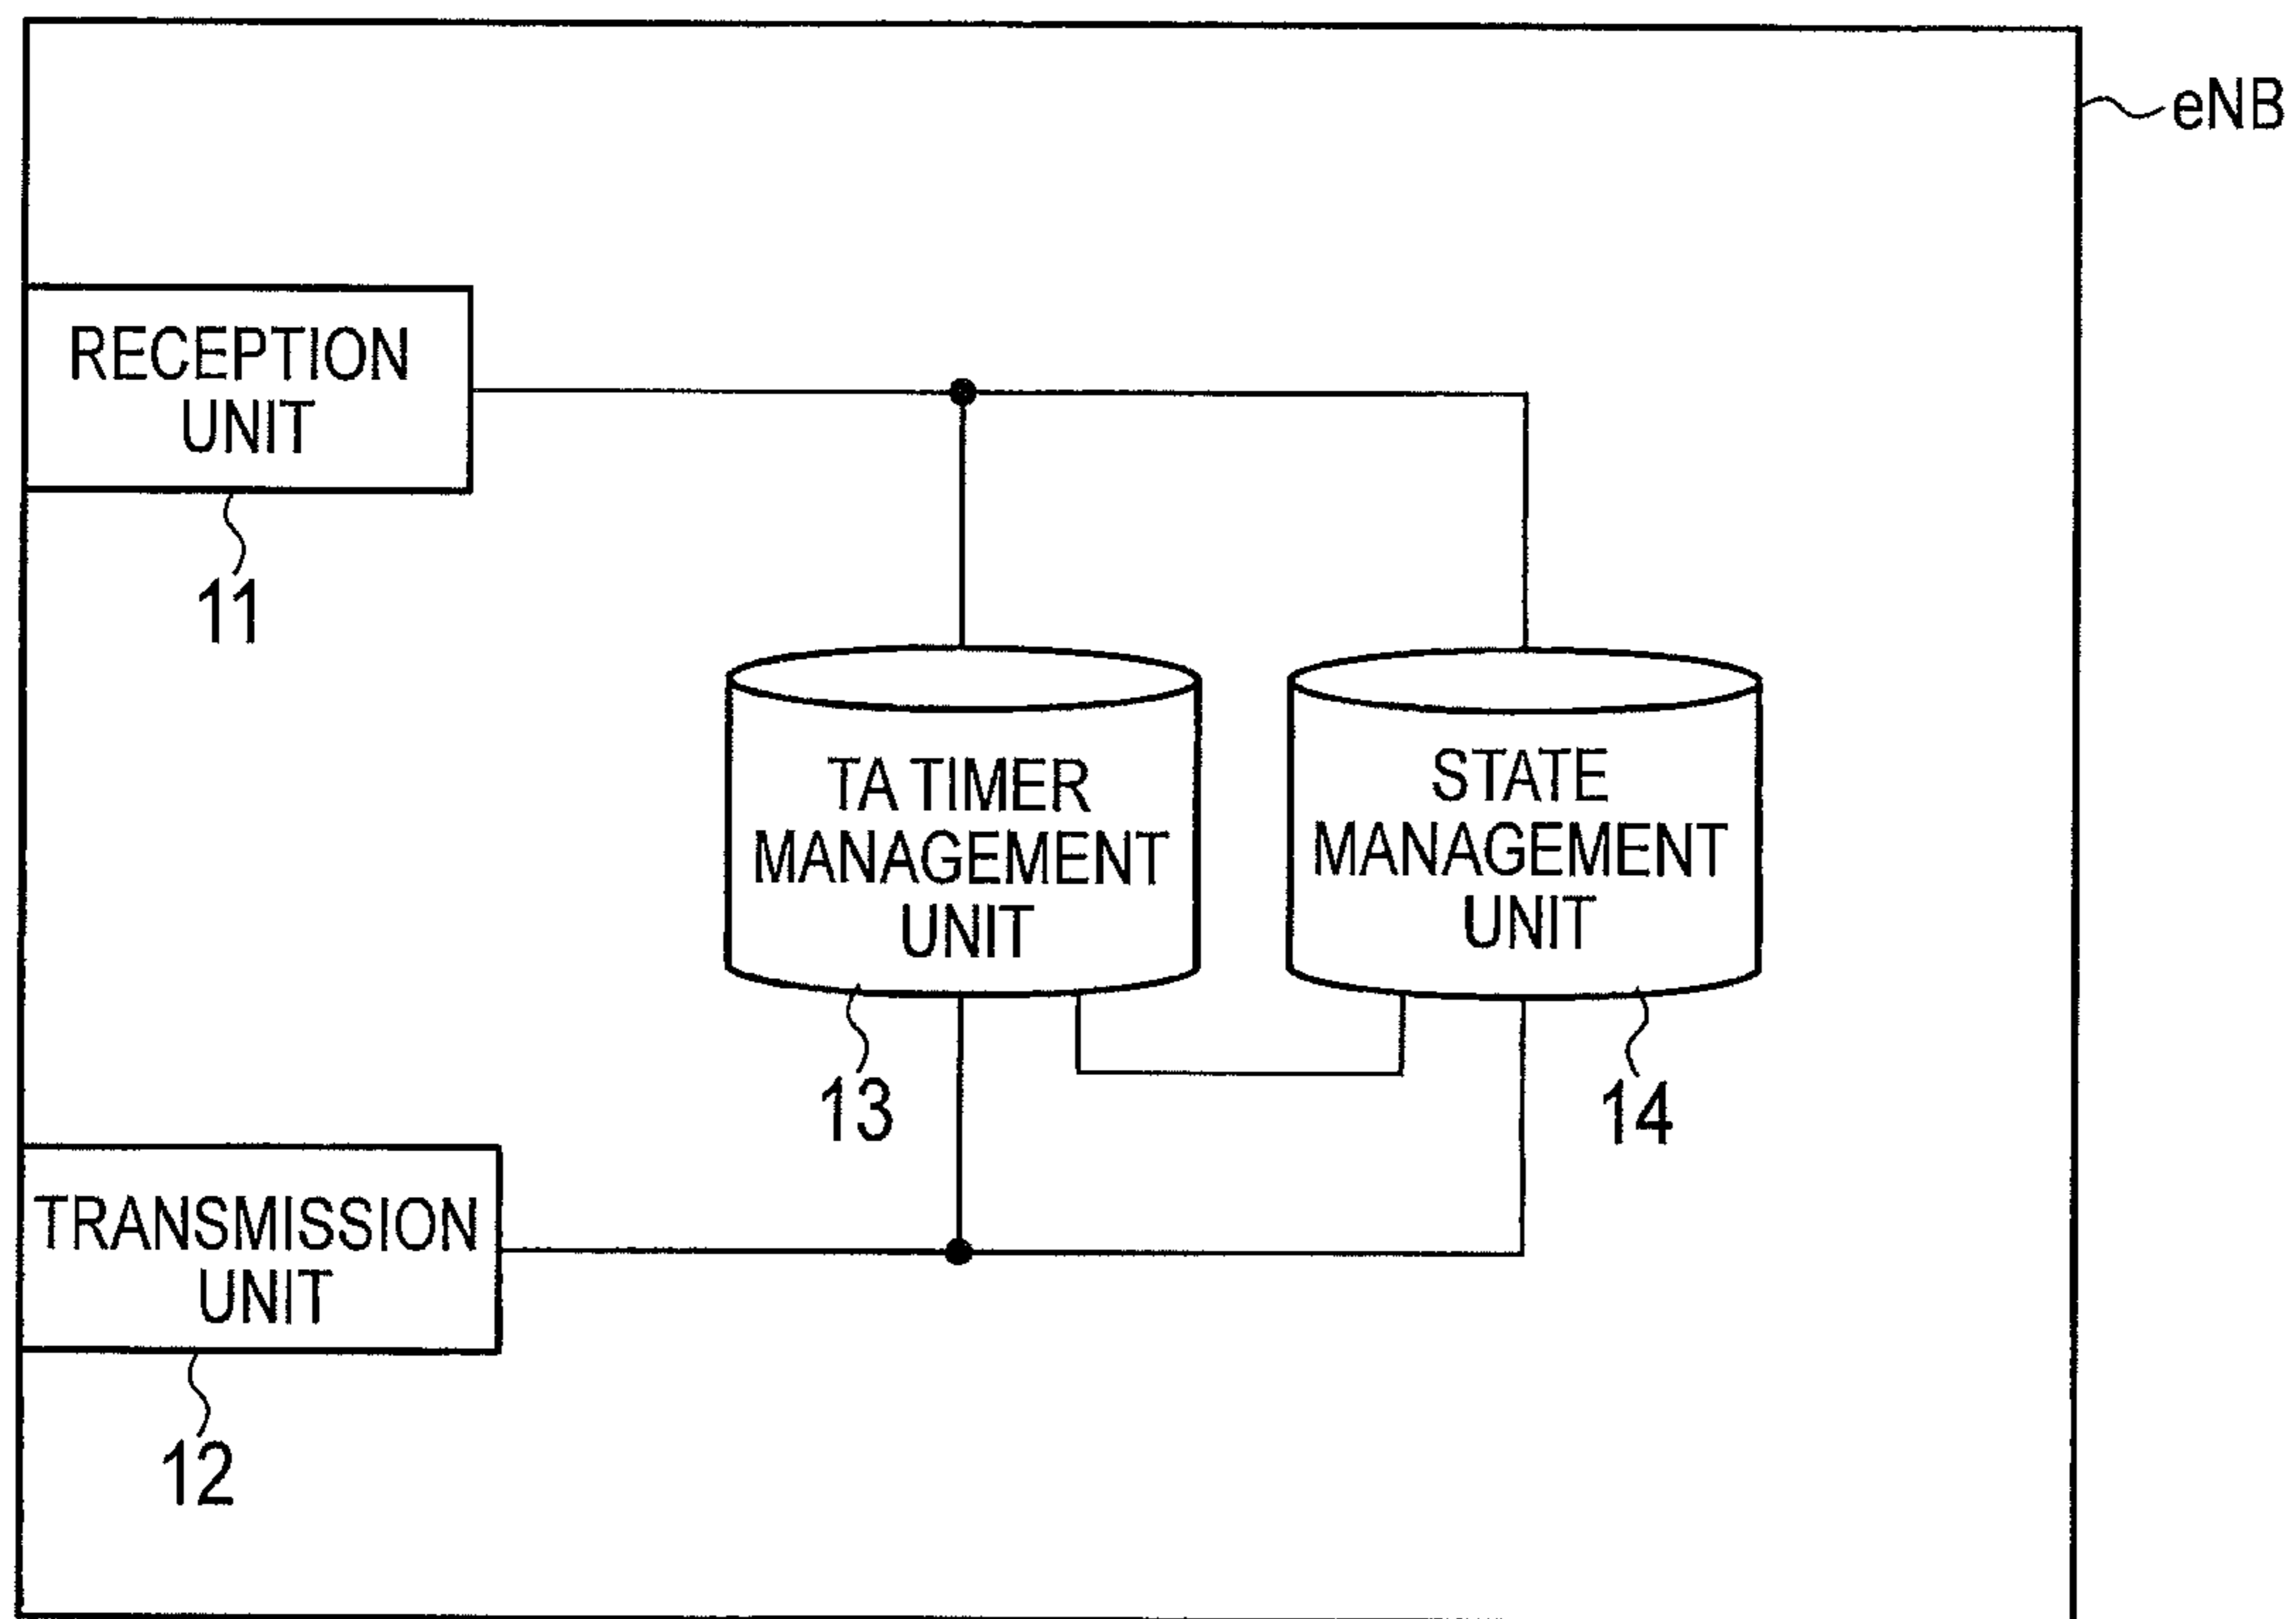 eNB
RECEPTION
UNIT
11
TA TIMER
MANAGEMENT
UNIT
13
STATE
MANAGEMENT
UNIT
14
TRANSMISSION
UNIT
12